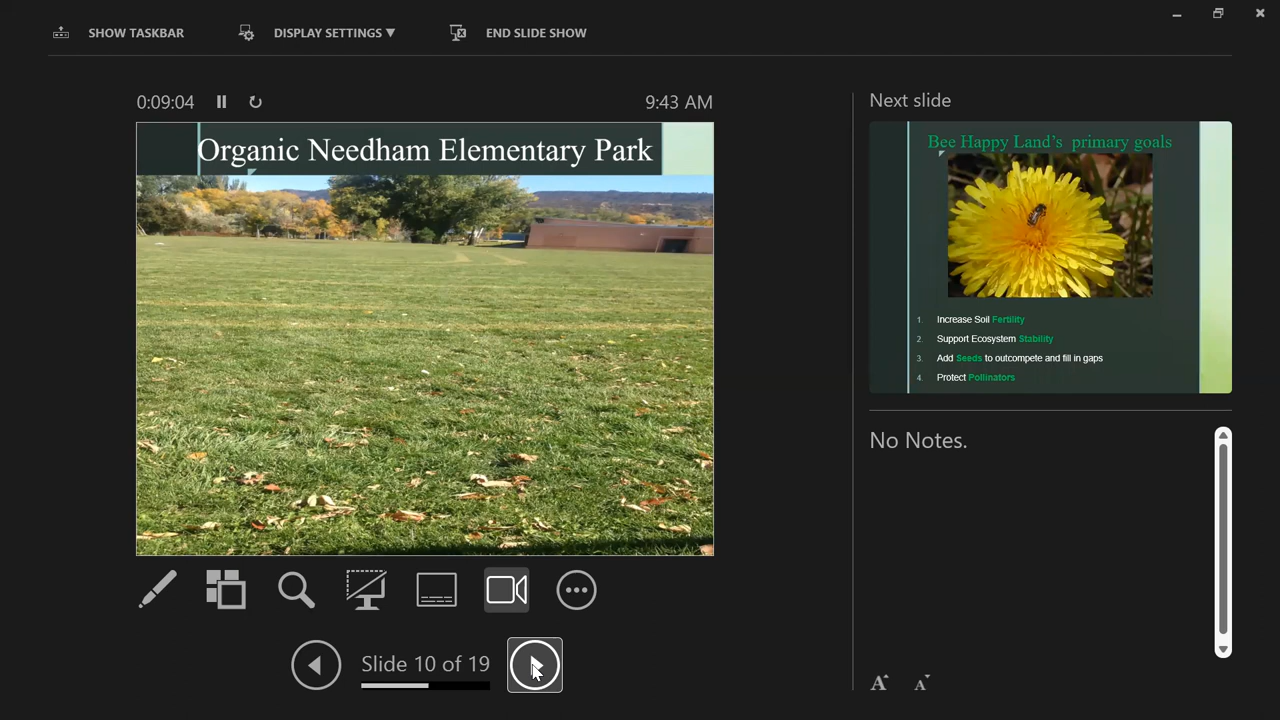 SHOW TASKBAR
DISPLAY SETTINGS ▼
END SLIDE SHOW
0:09:04
9:43 AM
Organic Needham Elementary Park
Slide 10 of 19
Next slide
Bee Happy Land’s primary goals
1. Increase Soil Fertility
2. Support Ecosystem Stability
3. Add Seeds to outcompete and fill in gaps
4. Protect Pollinators
No Notes.
A A